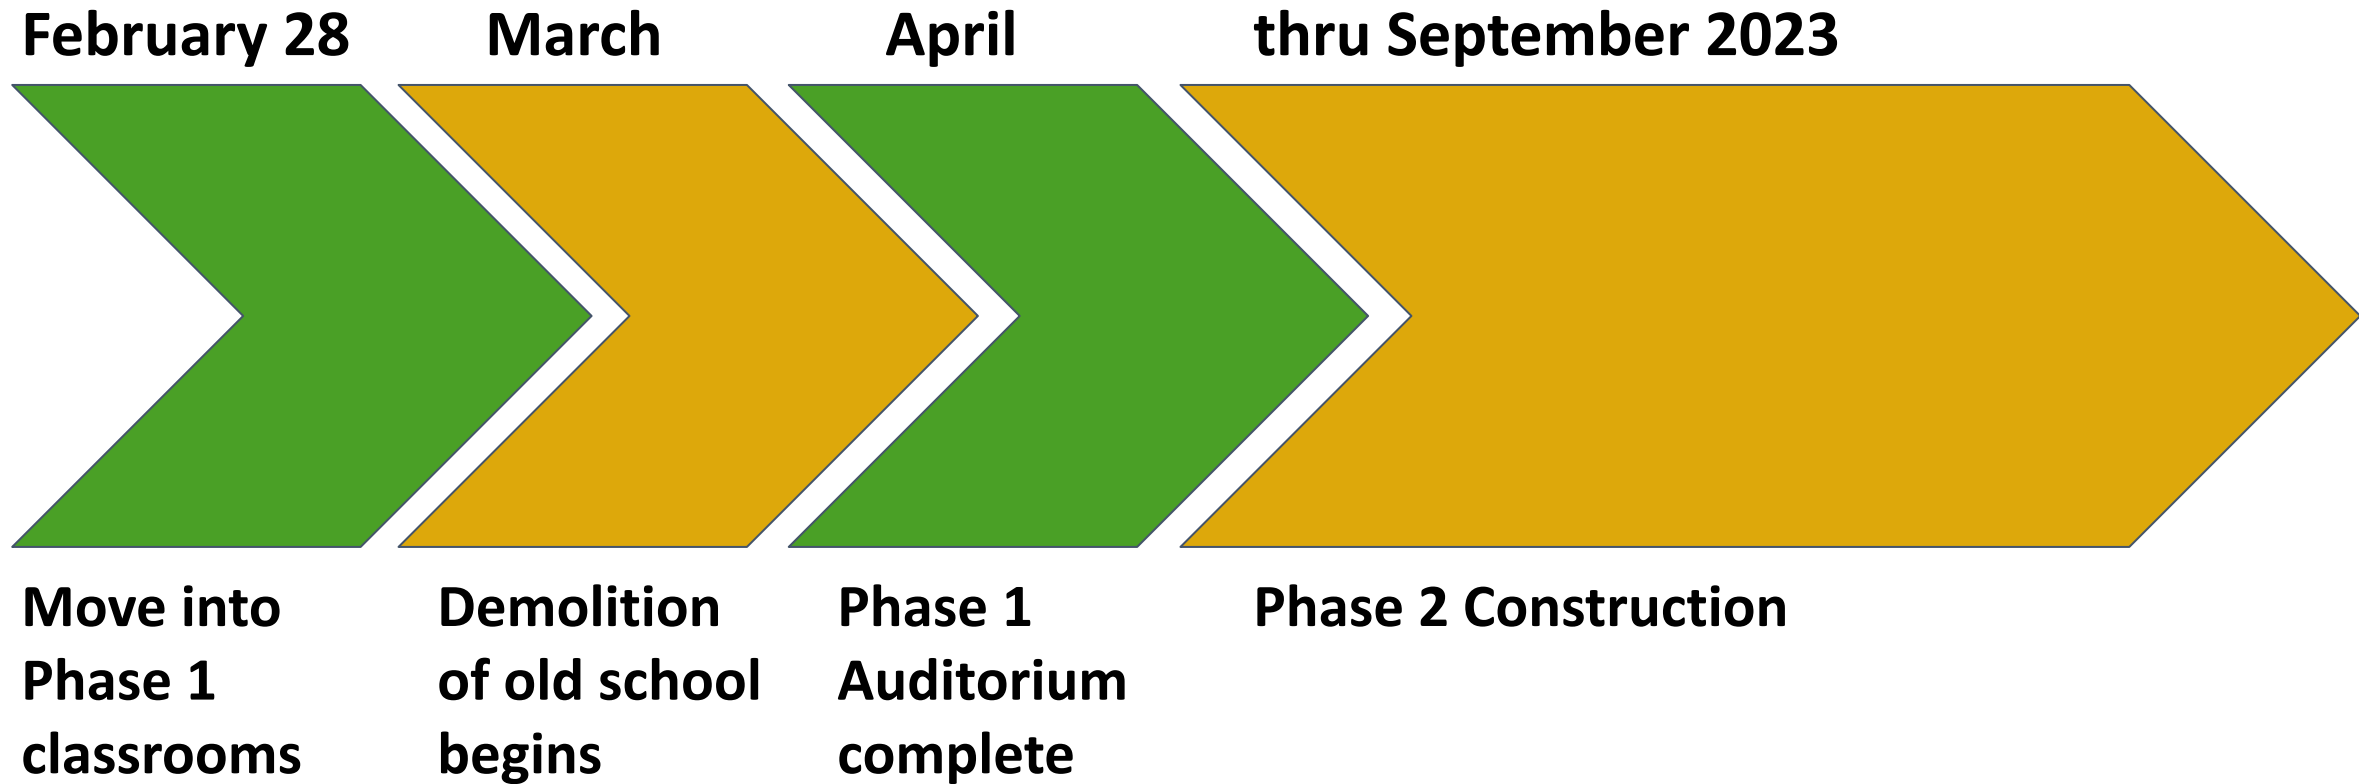 February 28
March
April
thru September 2023
Move into
Phase 1
classrooms
Demolition
of old school
begins
Phase 1
Auditorium
complete
Phase 2 Construction